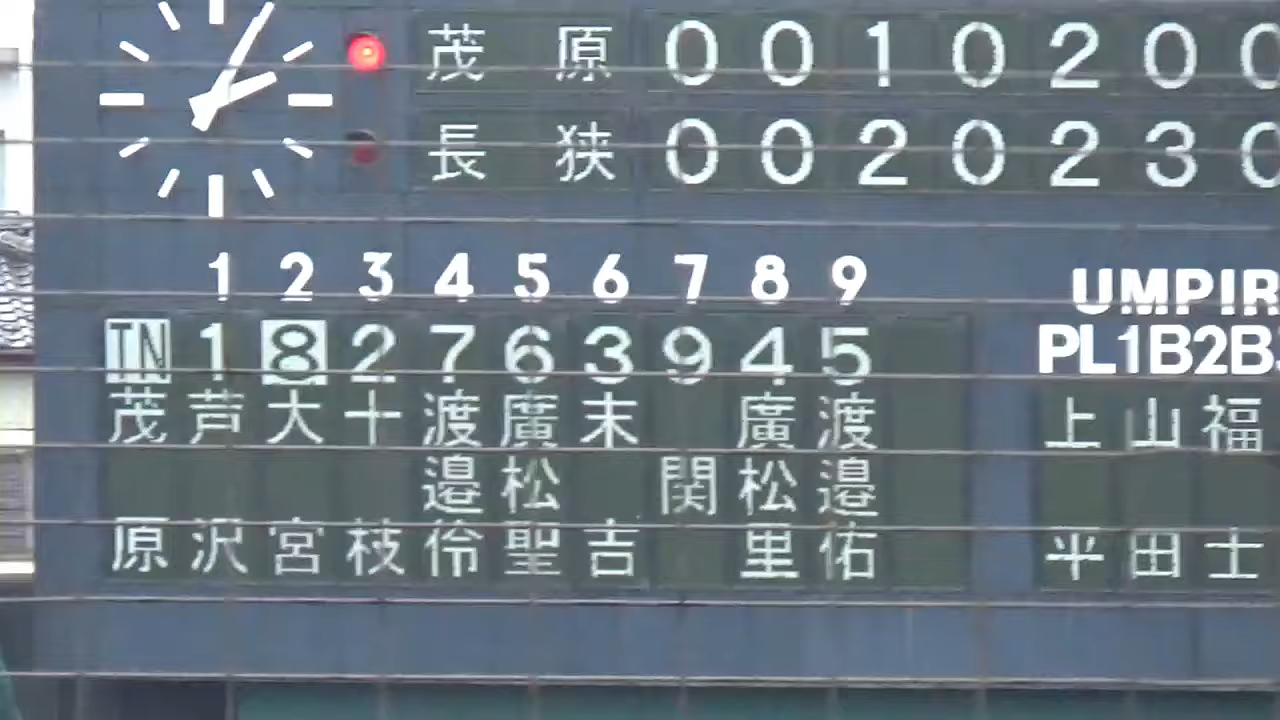 茂原 0 0 1 0 2 0 0
長狭 0 0 2 0 2 3 0
1 2 3 4 5 6 7 8 9
UMPIR
TN 1 8 2 7 6 3 9 4 5
PL1B2B
茂原
芦沢
大宮
十枝
渡邉伶
廣松聖
末吉
関
廣松里
渡邉佑
上平
山田
福士